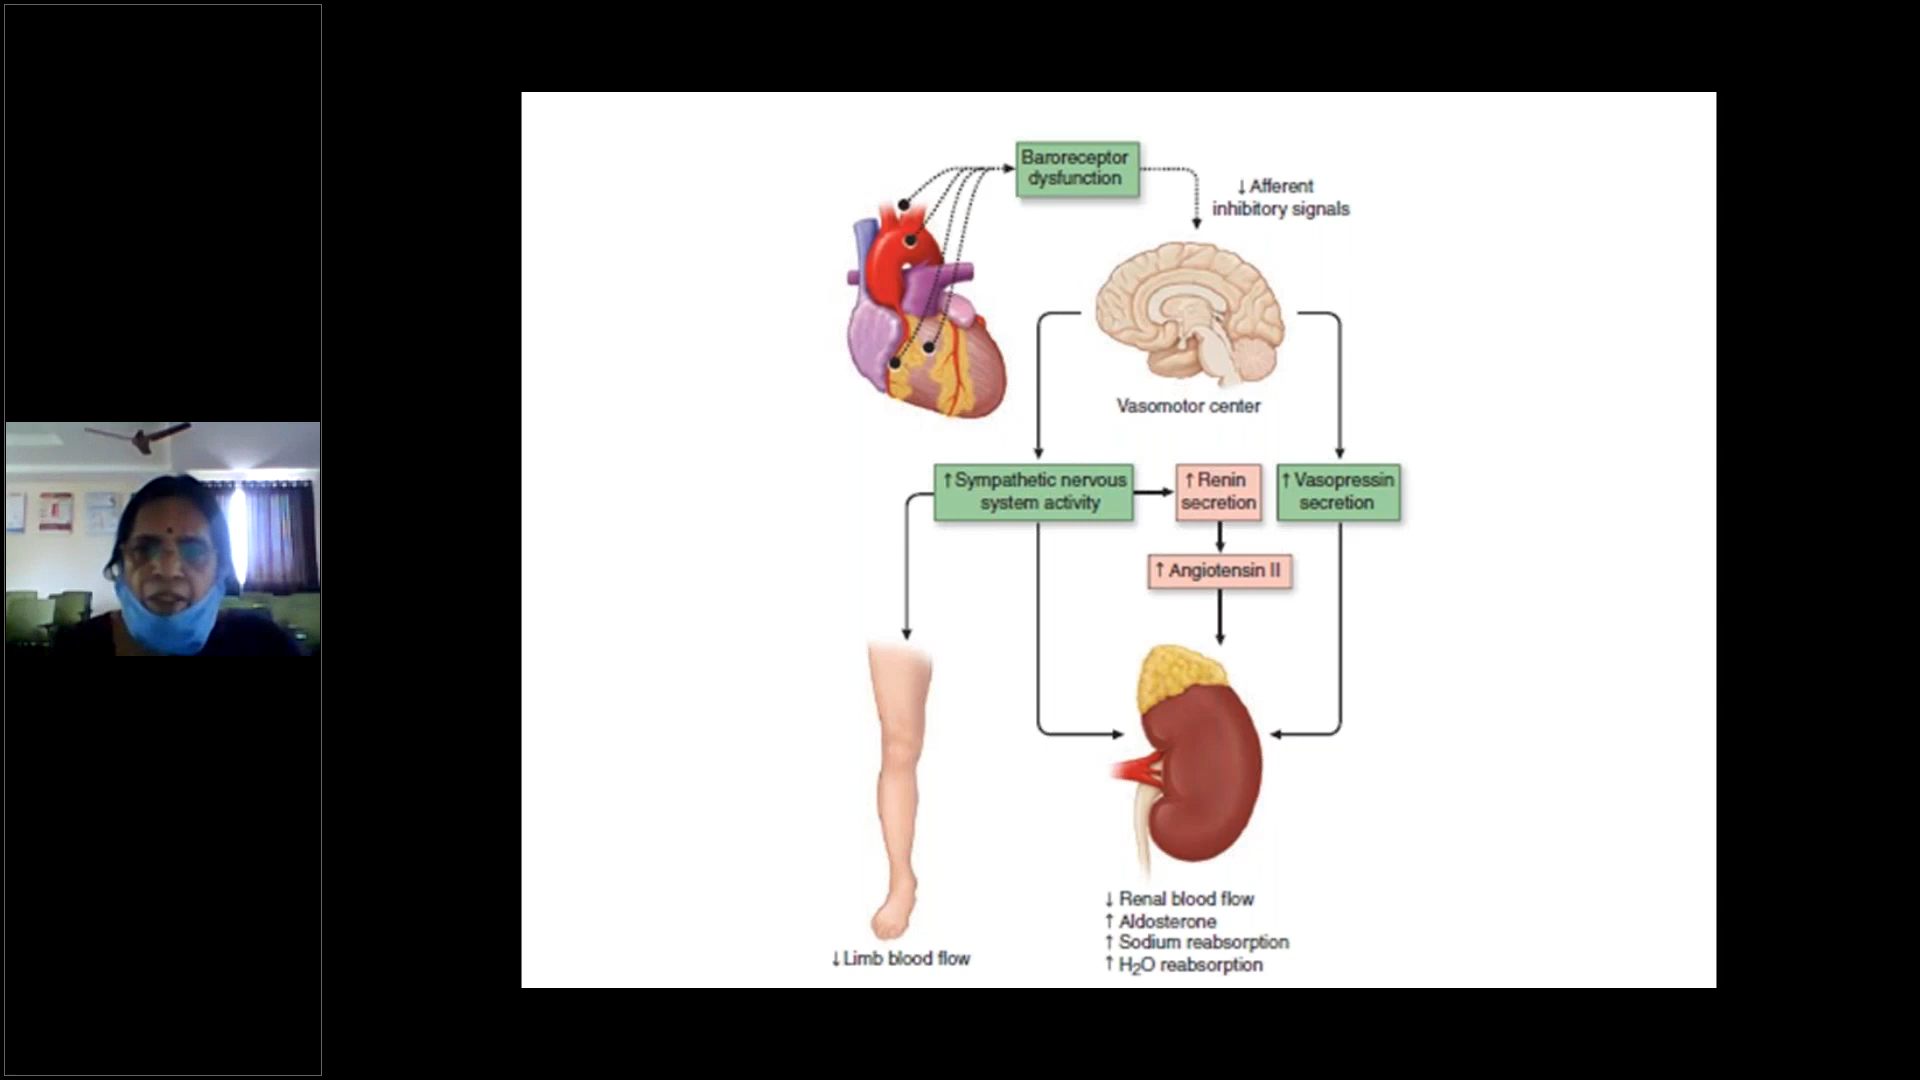 Baroreceptor
dysfunction
↓ Afferent
inhibitory signals
Vasomotor center
↑ Sympathetic nervous
system activity
↑ Renin
secretion
↑ Vasopressin
secretion
↑ Angiotensin II
↓ Renal blood flow
↑ Aldosterone
↑ Sodium reabsorption
↑ H₂O reabsorption
↓ Limb blood flow